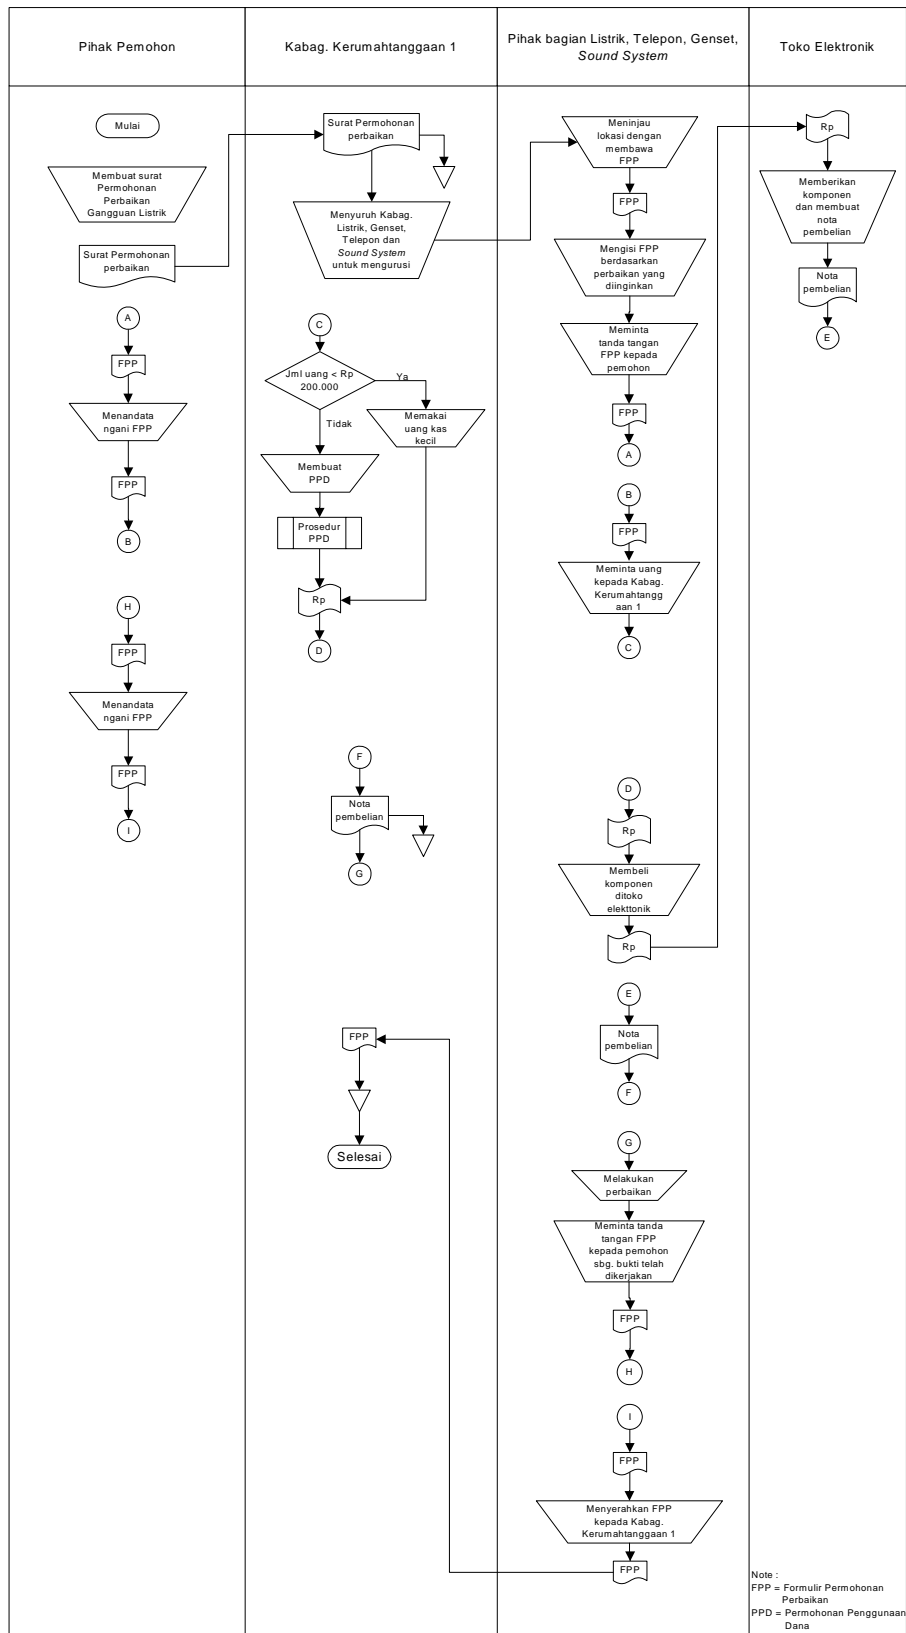 Pihak Pemohon
Kabag. Kerumahtanggaan 1
Pihak bagian Listrik, Telepon, Genset,
Sound System
Toko Elektronik
Mulai
Membuat surat
Permohonan
Perbaikan
Gangguan Listrik
Surat Permohonan
perbaikan
A
FPP
Menandata
ngani FPP
FPP
B
H
FPP
Menandata
ngani FPP
FPP
I
Surat Permohonan
perbaikan
Menyuruh Kabag.
Listrik, Genset,
Telepon dan
Sound System
untuk mengurusi
C
Jml uang < Rp
200.000
Ya
Tidak
Memakai
uang kas
kecil
Membuat
PPD
Prosedur
PPD
Rp
D
F
Nota
pembelian
G
FPP
Selesai
Meninjau
lokasi dengan
membawa
FPP
FPP
Mengisi FPP
berdasarkan
perbaikan yang
diinginkan
Meminta
tanda tangan
FPP kepada
pemohon
FPP
A
B
FPP
Meminta uang
kepada Kabag.
Kerumahtangg
aan 1
C
D
Rp
Membeli
komponen
ditoko
elekttonik
Rp
E
Nota
pembelian
F
G
Melakukan
perbaikan
Meminta tanda
tangan FPP
kepada pemohon
sbg. bukti telah
dikerjakan
FPP
H
I
FPP
Menyerahkan FPP
kepada Kabag.
Kerumahtanggaan 1
FPP
Rp
Memberikan
komponen
dan membuat
nota
pembelian
Nota
pembelian
E
Note :
FPP = Formulir Permohonan
Perbaikan
PPD = Permohonan Penggunaan
Dana